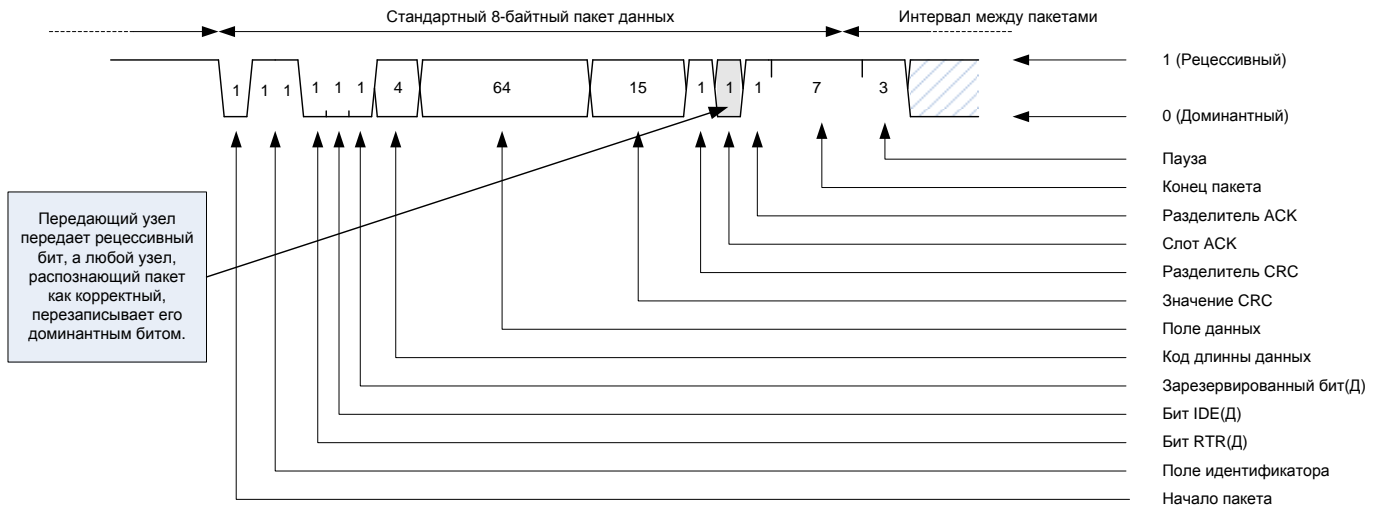 Стандартный 8-байтный пакет данных
Интервал между пакетами
1 1 1 1 1 1 4 64 15 1 1 1 7 3
1 (Рецессивный)
0 (Доминантный)
Пауза
Конец пакета
Разделитель ACK
Слот ACK
Разделитель CRC
Значение CRC
Поле данных
Код длинны данных
Зарезервированный бит(Д)
Бит IDE(Д)
Бит RTR(Д)
Поле идентификатора
Начало пакета
Передающий узел
передает рецессивный
бит, а любой узел,
распознающий пакет
как корректный,
перезаписывает его
доминантным битом.